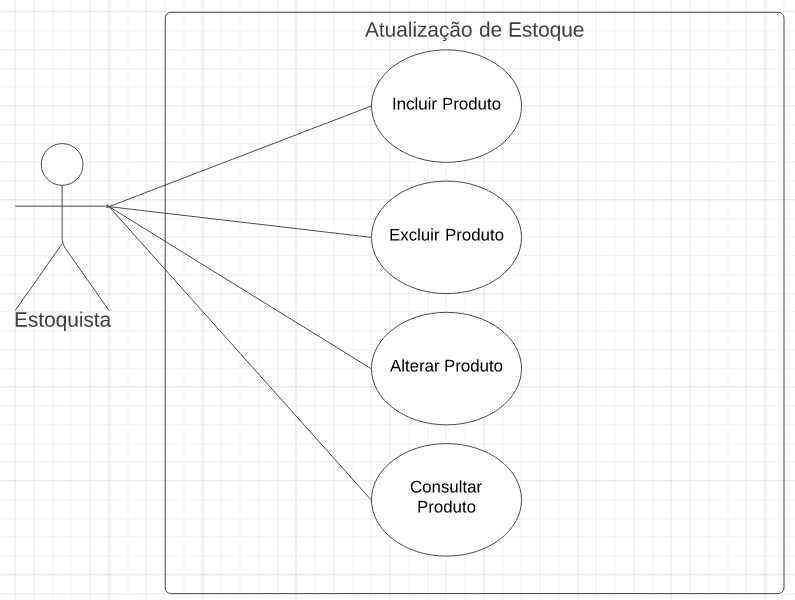 Atualização de Estoque
Incluir Produto
Excluir Produto
Estoquista
Alterar Produto
Consultar
Produto